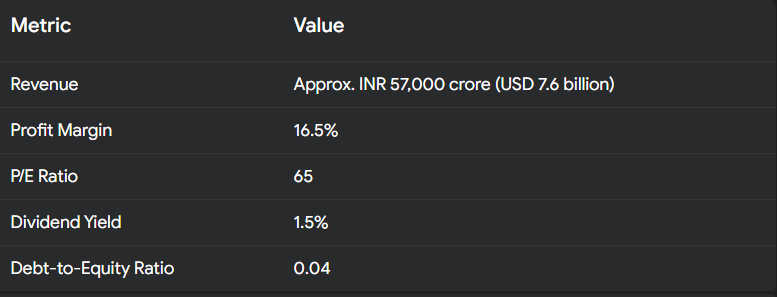 Metric Value
Revenue Approx. INR 57,000 crore (USD 7.6 billion)
Profit Margin 16.5%
P/E Ratio 65
Dividend Yield 1.5%
Debt-to-Equity Ratio 0.04